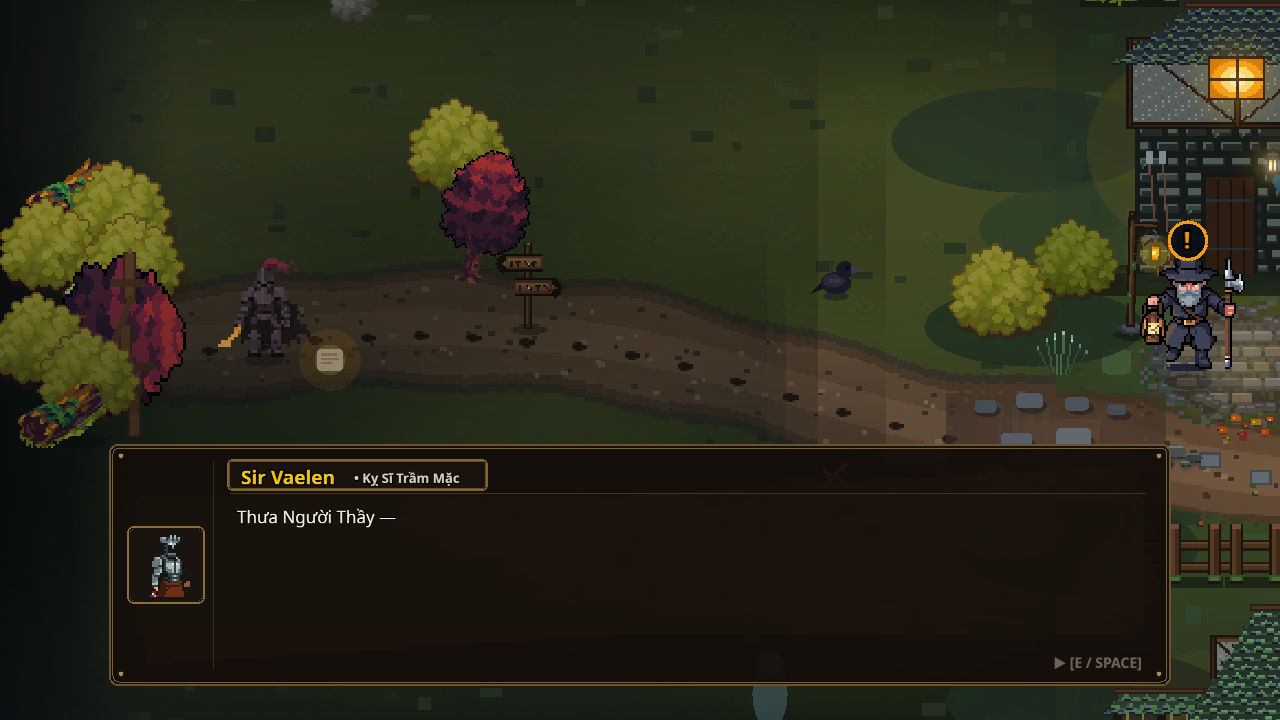 !
Sir Vaelen • Kỵ Sĩ Trầm Mặc
Thưa Người Thầy —
▶ [E / SPACE]